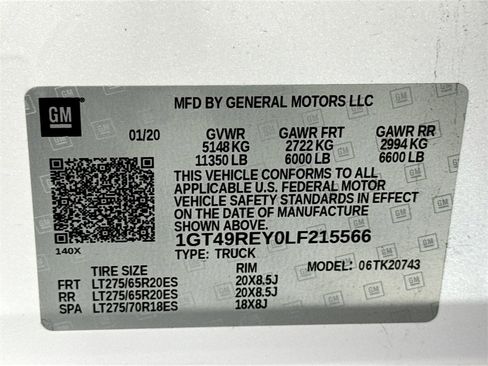 GM
MFD BY GENERAL MOTORS LLC
01/20 GVWR GAWR FRT GAWR RR
5148 KG 2722 KG 2994 KG
11350 LB 6000 LB 6600 LB
THIS VEHICLE CONFORMS TO ALL
APPLICABLE U.S. FEDERAL MOTOR
VEHICLE SAFETY STANDARDS IN
EFFECT ON THE DATE OF
MANUFACTURE SHOWN ABOVE.
1GT49REY0LF215566
140X TYPE: TRUCK
TIRE SIZE RIM MODEL: 06TK20743
FRT LT275/65R20ES 20X8.5J
RR LT275/65R20ES 20X8.5J
SPA LT275/70R18ES 18X8J